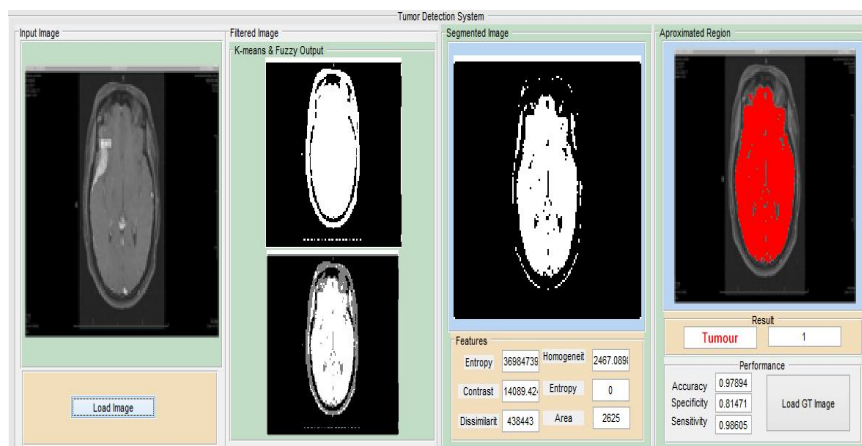 Tumor Detection System
Input Image
Load Image
Filtered Image
K-means & Fuzzy Output
Segmented Image
Features
Entropy 36984739 Homogeneit 2467.089
Contrast 14089.424 Entropy 0
Dissimilarit 438443 Area 2625
Aproximated Region
Result
Tumour 1
Performance
Accuracy 0.97894
Specificity 0.81471
Sensitivity 0.98605
Load GT Image